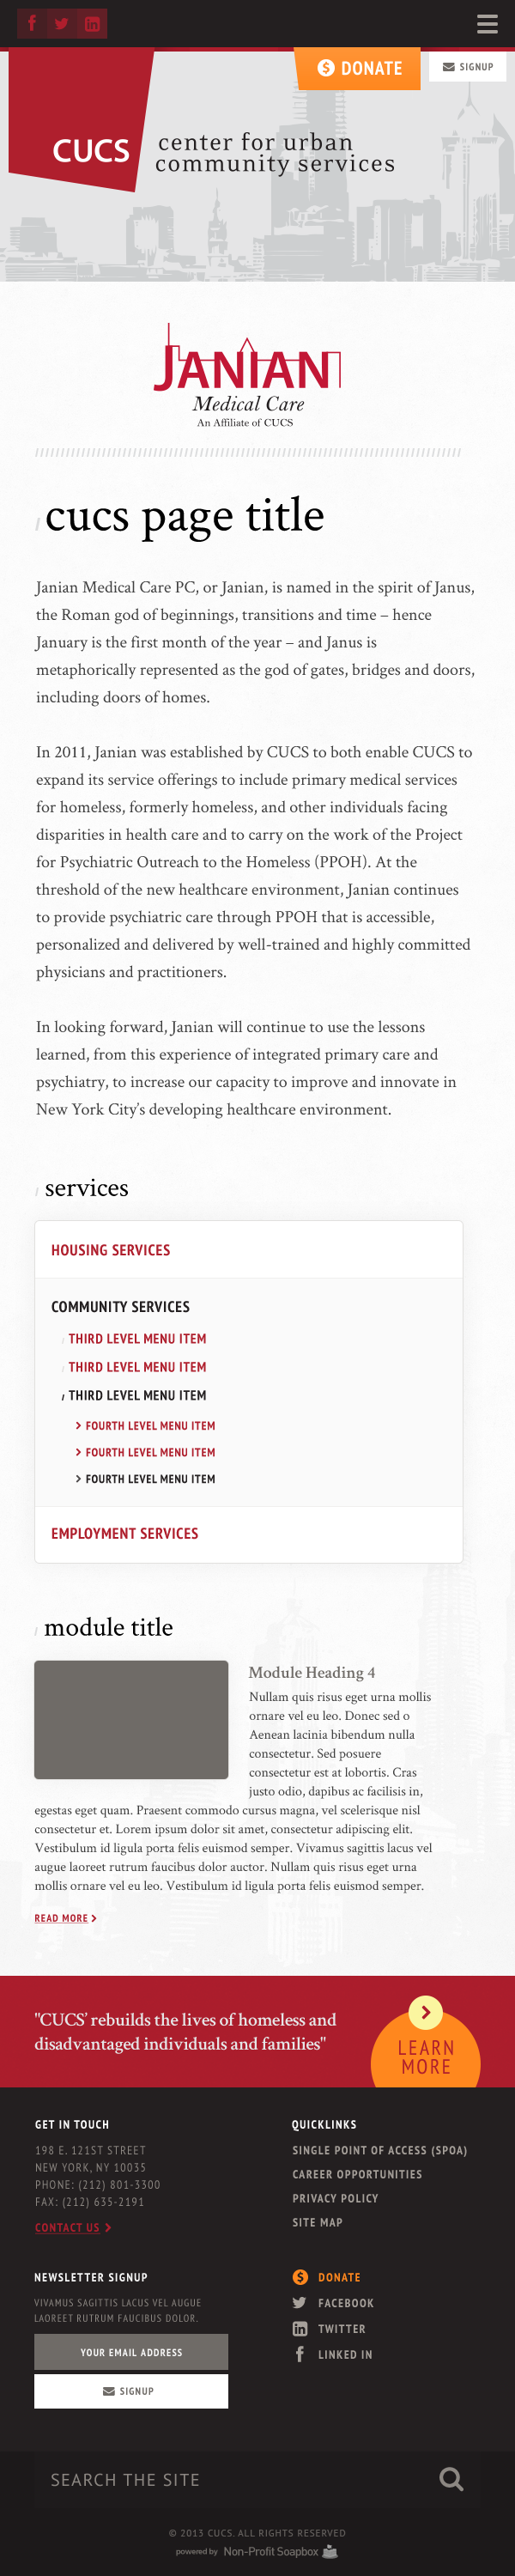 DONATE
SIGNUP
CUCS
center for urban
community services
JANIAN
Medical Care
An Affiliate of CUCS
cucs page title
Janian Medical Care PC, or Janian, is named in the spirit of Janus,
the Roman god of beginnings, transitions and time – hence
January is the first month of the year – and Janus is
metaphorically represented as the god of gates, bridges and doors,
including doors of homes.
In 2011, Janian was established by CUCS to both enable CUCS to
expand its service offerings to include primary medical services
for homeless, formerly homeless, and other individuals facing
disparities in health care and to carry on the work of the Project
for Psychiatric Outreach to the Homeless (PPOH). At the
threshold of the new healthcare environment, Janian continues
to provide psychiatric care through PPOH that is accessible,
personalized and delivered by well-trained and highly committed
physicians and practitioners.
In looking forward, Janian will continue to use the lessons
learned, from this experience of integrated primary care and
psychiatry, to increase our capacity to improve and innovate in
New York City’s developing healthcare environment.
services
HOUSING SERVICES
COMMUNITY SERVICES
THIRD LEVEL MENU ITEM
THIRD LEVEL MENU ITEM
THIRD LEVEL MENU ITEM
FOURTH LEVEL MENU ITEM
FOURTH LEVEL MENU ITEM
FOURTH LEVEL MENU ITEM
EMPLOYMENT SERVICES
module title
Module Heading 4
Nullam quis risus eget urna mollis
ornare vel eu leo. Donec sed o
Aenean lacinia bibendum nulla
consectetur. Sed posuere
consectetur est at lobortis. Cras
justo odio, dapibus ac facilisis in,
egestas eget quam. Praesent commodo cursus magna, vel scelerisque nisl
consectetur et. Lorem ipsum dolor sit amet, consectetur adipiscing elit.
Vestibulum id ligula porta felis euismod semper. Vivamus sagittis lacus vel
augue laoreet rutrum faucibus dolor auctor. Nullam quis risus eget urna
mollis ornare vel eu leo. Vestibulum id ligula porta felis euismod semper.
READ MORE
"CUCS’ rebuilds the lives of homeless and
disadvantaged individuals and families"
LEARN
MORE
GET IN TOUCH
198 E. 121ST STREET
NEW YORK, NY 10035
PHONE: (212) 801-3300
FAX: (212) 635-2191
CONTACT US
QUICKLINKS
SINGLE POINT OF ACCESS (SPOA)
CAREER OPPORTUNITIES
PRIVACY POLICY
SITE MAP
NEWSLETTER SIGNUP
VIVAMUS SAGITTIS LACUS VEL AUGUE
LAOREET RUTRUM FAUCIBUS DOLOR.
YOUR EMAIL ADDRESS
SIGNUP
DONATE
FACEBOOK
TWITTER
LINKED IN
SEARCH THE SITE
© 2013 CUCS. ALL RIGHTS RESERVED
powered by Non-Profit Soapbox